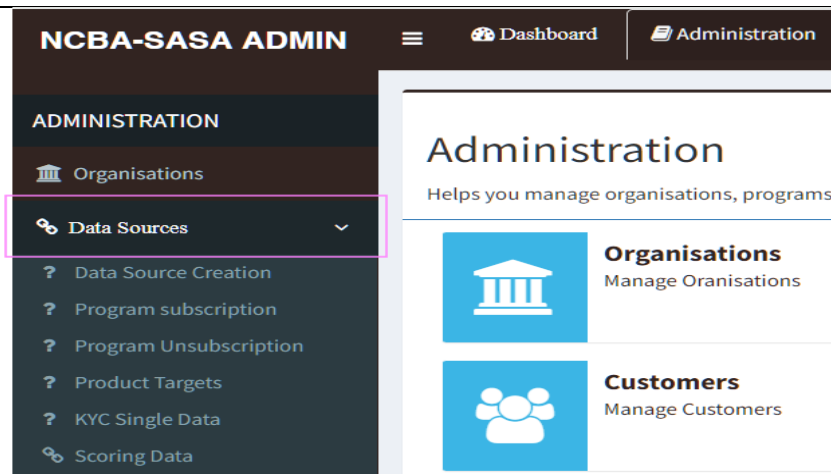 NCBA-SASA ADMIN
Dashboard
Administration
ADMINISTRATION
Organisations
Data Sources
? Data Source Creation
? Program subscription
? Program Unsubscription
? Product Targets
? KYC Single Data
Scoring Data
Administration
Helps you manage organisations, programs
Organisations
Manage Oranisations
Customers
Manage Customers